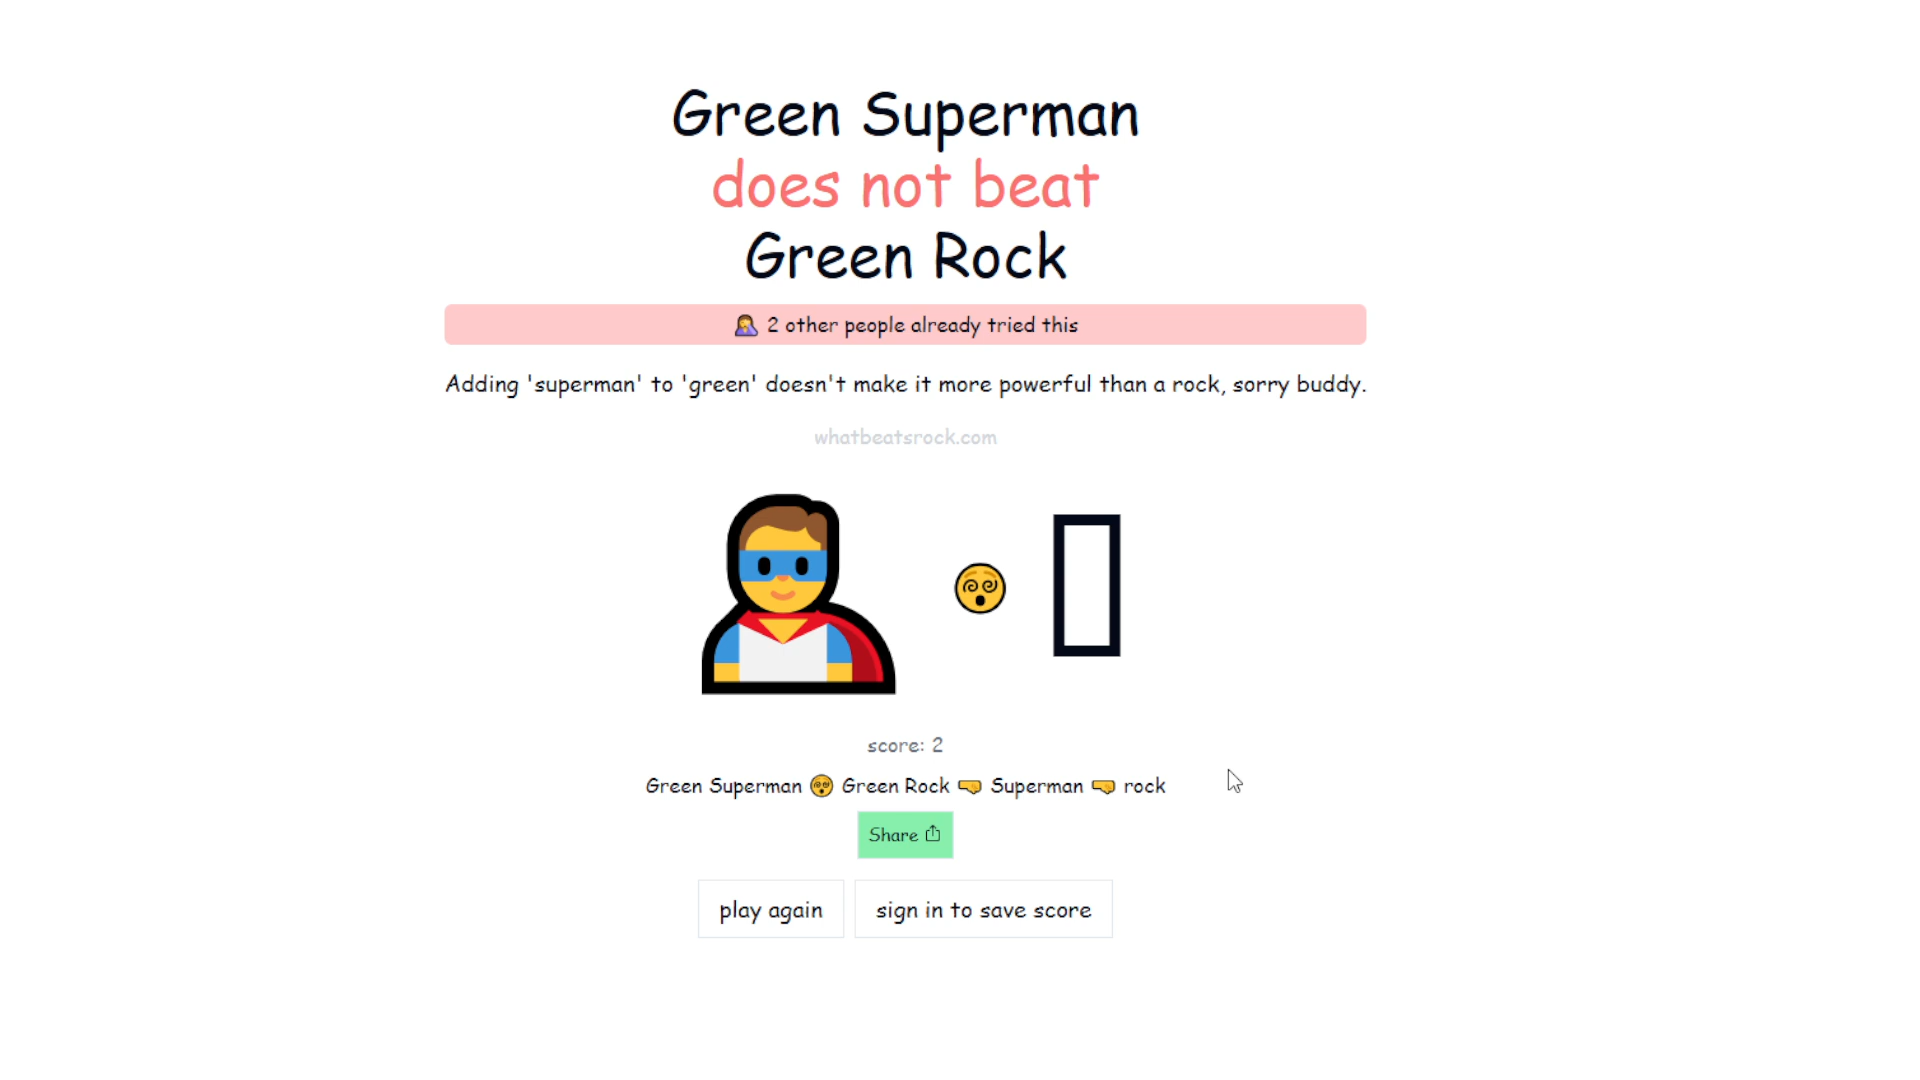 Green Superman
does not beat
Green Rock
🤦‍♀️ 2 other people already tried this
Adding 'superman' to 'green' doesn't make it more powerful than a rock, sorry buddy.
whatbeatsrock.com
score: 2
Green Superman 😵‍💫 Green Rock 🤜 Superman 🤜 rock
Share
play again
sign in to save score